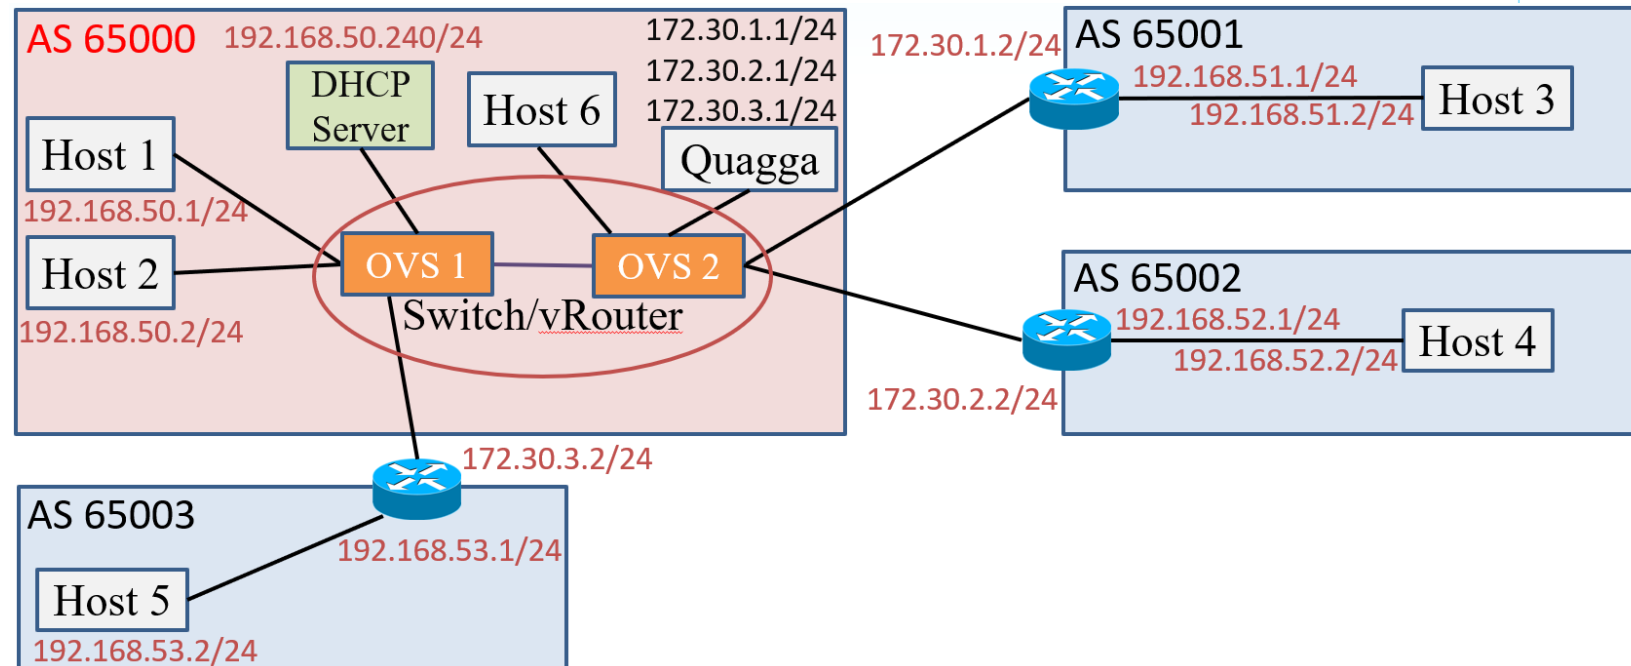 AS 65000
192.168.50.240/24
172.30.1.1/24
172.30.2.1/24
172.30.3.1/24
DHCP
Server
Host 6
Quagga
Host 1
192.168.50.1/24
Host 2
192.168.50.2/24
OVS 1
OVS 2
Switch/vRouter
172.30.1.2/24
AS 65001
192.168.51.1/24
192.168.51.2/24
Host 3
AS 65002
192.168.52.1/24
192.168.52.2/24
Host 4
172.30.2.2/24
172.30.3.2/24
AS 65003
192.168.53.1/24
Host 5
192.168.53.2/24